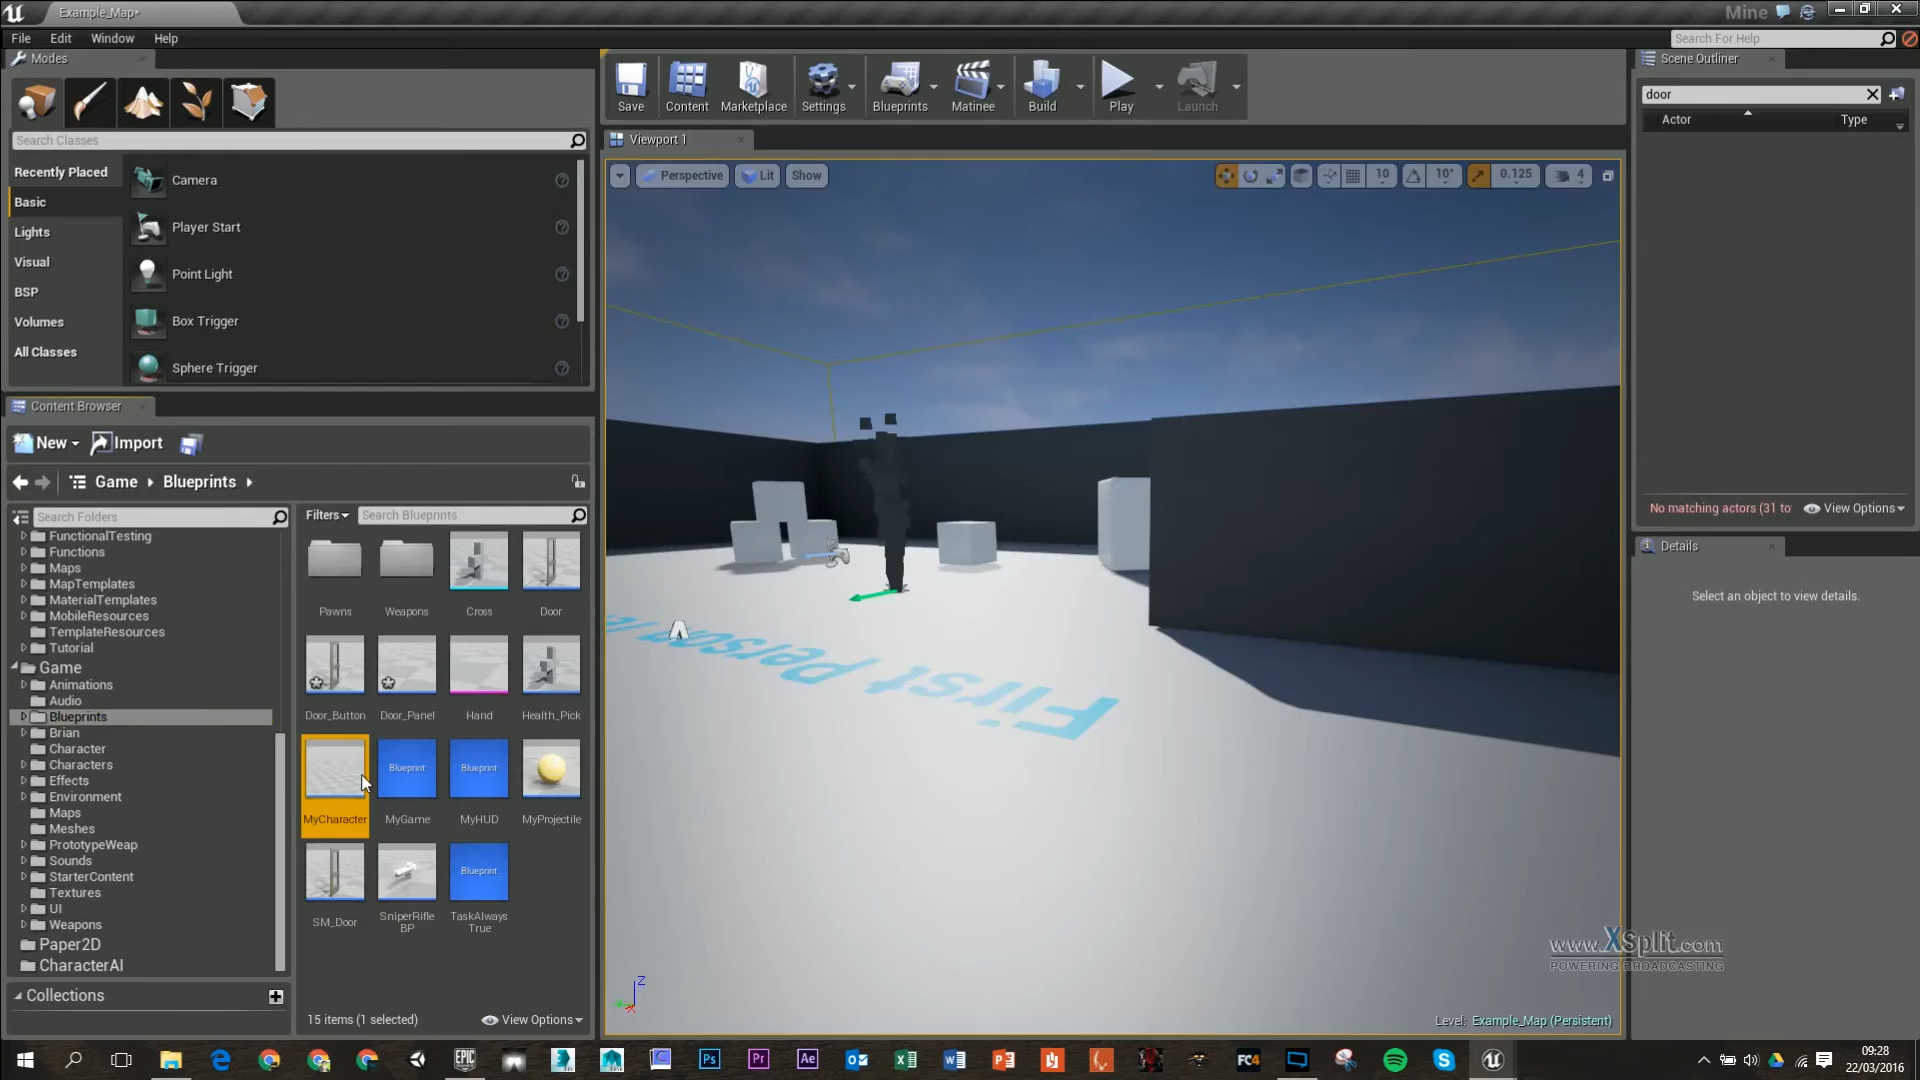 Example_Map*
Mine
File Edit Window Help
Search For Help
Modes
Search Classes
Recently Placed
Basic
Lights
Visual
BSP
Volumes
All Classes
Camera
Player Start
Point Light
Box Trigger
Sphere Trigger
Save
Content
Marketplace
Settings
Blueprints
Matinee
Build
Play
Launch
Viewport 1
Perspective
Lit
Show
10
10°
0.125
4
Scene Outliner
door
Actor
Type
No matching actors (31 to
View Options
Details
Select an object to view details.
Content Browser
New
Import
Game
Blueprints
Search Folders
FunctionalTesting
Functions
Maps
MapTemplates
MaterialTemplates
MobileResources
TemplateResources
Tutorial
Game
Animations
Audio
Blueprints
Brian
Character
Characters
Effects
Environment
Maps
Meshes
PrototypeWeap
Sounds
StarterContent
Textures
UI
Weapons
Paper2D
CharacterAI
Collections
Filters
Search Blueprints
Pawns
Weapons
Cross
Door
Door_Button
Door_Panel
Hand
Health_Pick
Blueprint
Blueprint
MyCharacter
MyGame
MyHUD
MyProjectile
Blueprint
SM_Door
SniperRifle
BP
TaskAlways
True
15 items (1 selected)
View Options
First Person
Z
www.XSplit.com
POWERING BROADCASTING
Level: Example_Map (Persistent)
EPIC
GAMES
Ps
Pr
Ae
FC4
09:28
22/03/2016